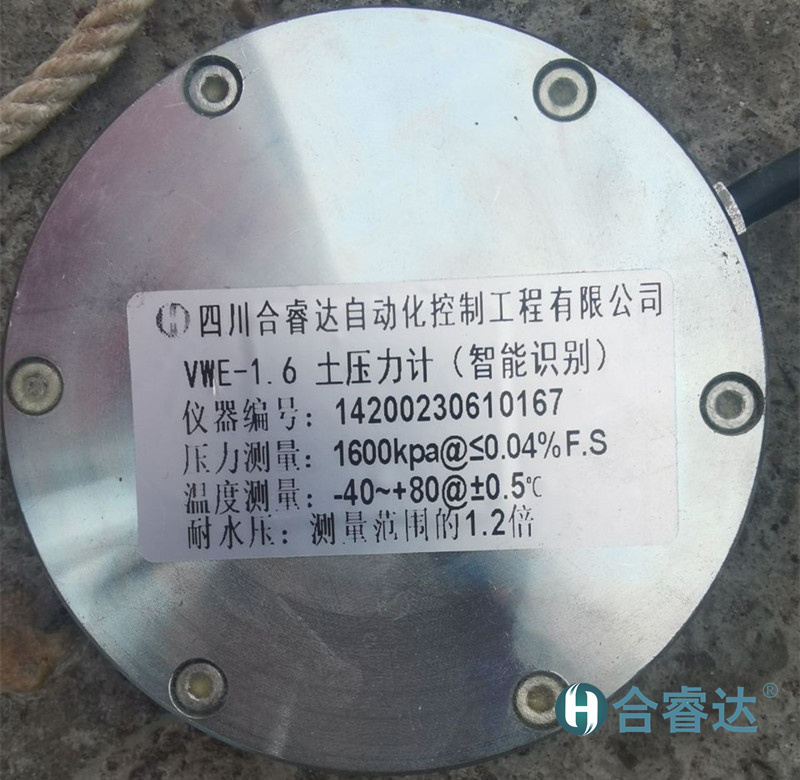 四川合睿达自动化控制工程有限公司
VWE-1.6 土压力计（智能识别）
仪器编号：14200230610167
压力测量：1600kpa@≤0.04%F.S
温度测量：-40~+80@±0.5℃
耐水压：测量范围的1.2倍
合睿达®